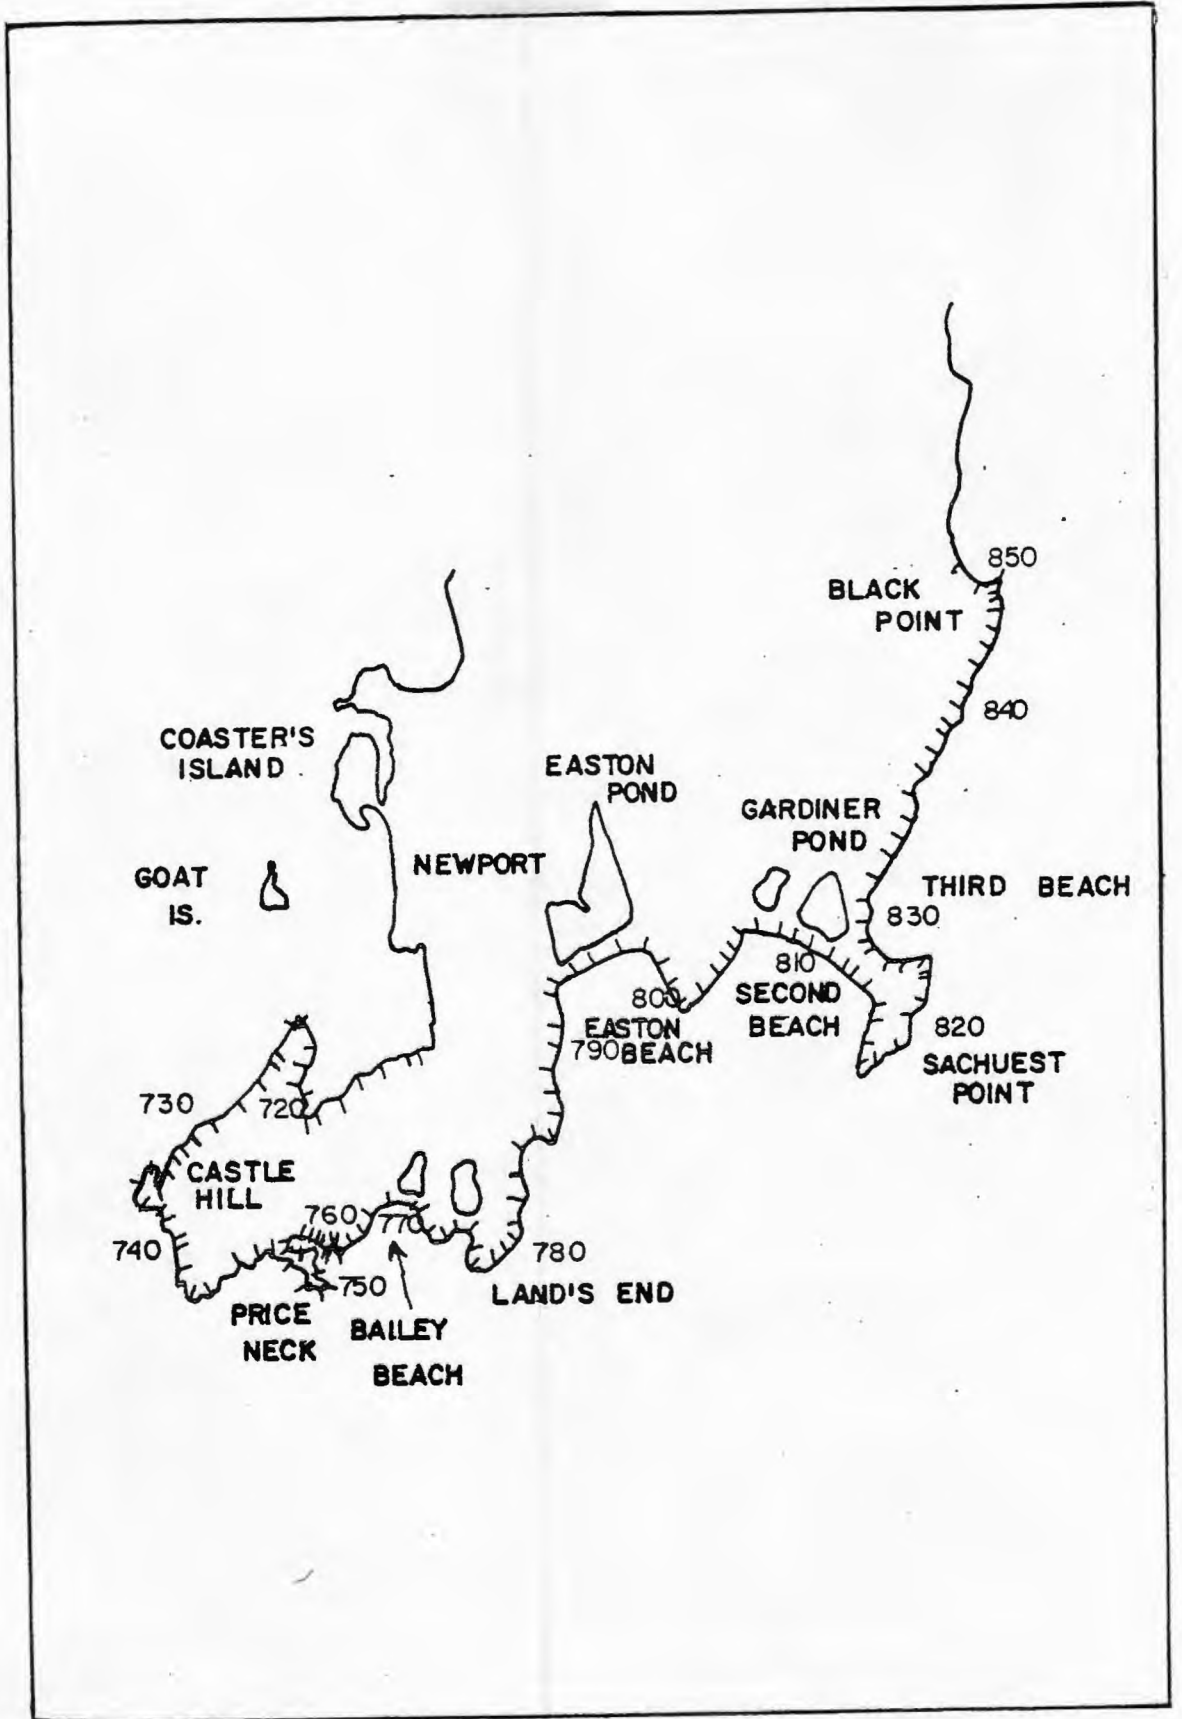 850
BLACK
POINT
840
COASTER'S
ISLAND
EASTON
POND
GARDINER
POND
NEWPORT
GOAT
IS.
THIRD BEACH
830
810
800
SECOND
BEACH
EASTON
790 BEACH
820
SACHUEST
POINT
730
720
CASTLE
HILL
760
770
740
780
750
LAND'S END
PRICE
NECK
BAILEY
BEACH